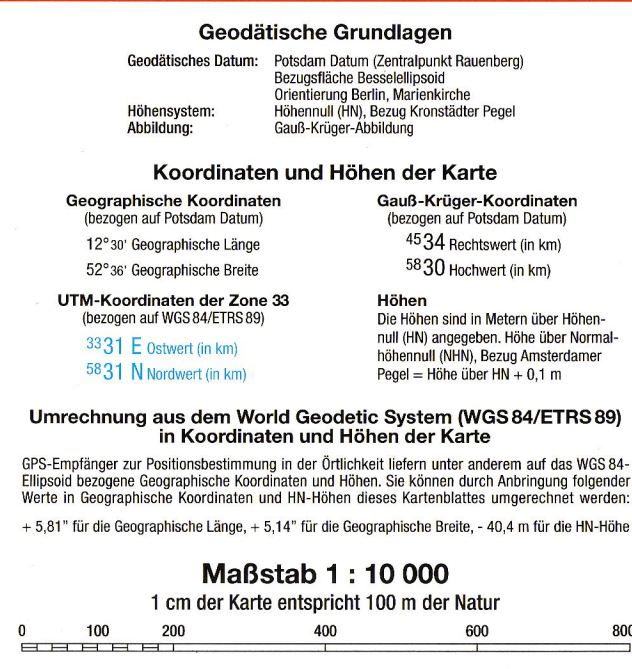 Geodätische Grundlagen
Geodätisches Datum: Potsdam Datum (Zentralpunkt Rauenberg)
Bezugsfläche Besselellipsoid
Orientierung Berlin, Marienkirche
Höhensystem: Höhennull (HN), Bezug Kronstädter Pegel
Abbildung: Gauß-Krüger-Abbildung
Koordinaten und Höhen der Karte
Geographische Koordinaten
(bezogen auf Potsdam Datum)
12°30' Geographische Länge
52°36' Geographische Breite
Gauß-Krüger-Koordinaten
(bezogen auf Potsdam Datum)
4534 Rechtswert (in km)
5830 Hochwert (in km)
UTM-Koordinaten der Zone 33
(bezogen auf WGS 84/ETRS 89)
3331 E Ostwert (in km)
5831 N Nordwert (in km)
Höhen
Die Höhen sind in Metern über Höhen-
null (HN) angegeben. Höhe über Normal-
höhennull (NHN), Bezug Amsterdamer
Pegel = Höhe über HN + 0,1 m
Umrechnung aus dem World Geodetic System (WGS 84/ETRS 89)
in Koordinaten und Höhen der Karte
GPS-Empfänger zur Positionsbestimmung in der Örtlichkeit liefern unter anderem auf das WGS 84-
Ellipsoid bezogene Geographische Koordinaten und Höhen. Sie können durch Anbringung folgender
Werte in Geographische Koordinaten und HN-Höhen dieses Kartenblattes umgerechnet werden:
+ 5,81" für die Geographische Länge, + 5,14" für die Geographische Breite, - 40,4 m für die HN-Höhe
Maßstab 1 : 10 000
1 cm der Karte entspricht 100 m der Natur
0 100 200 400 600 800